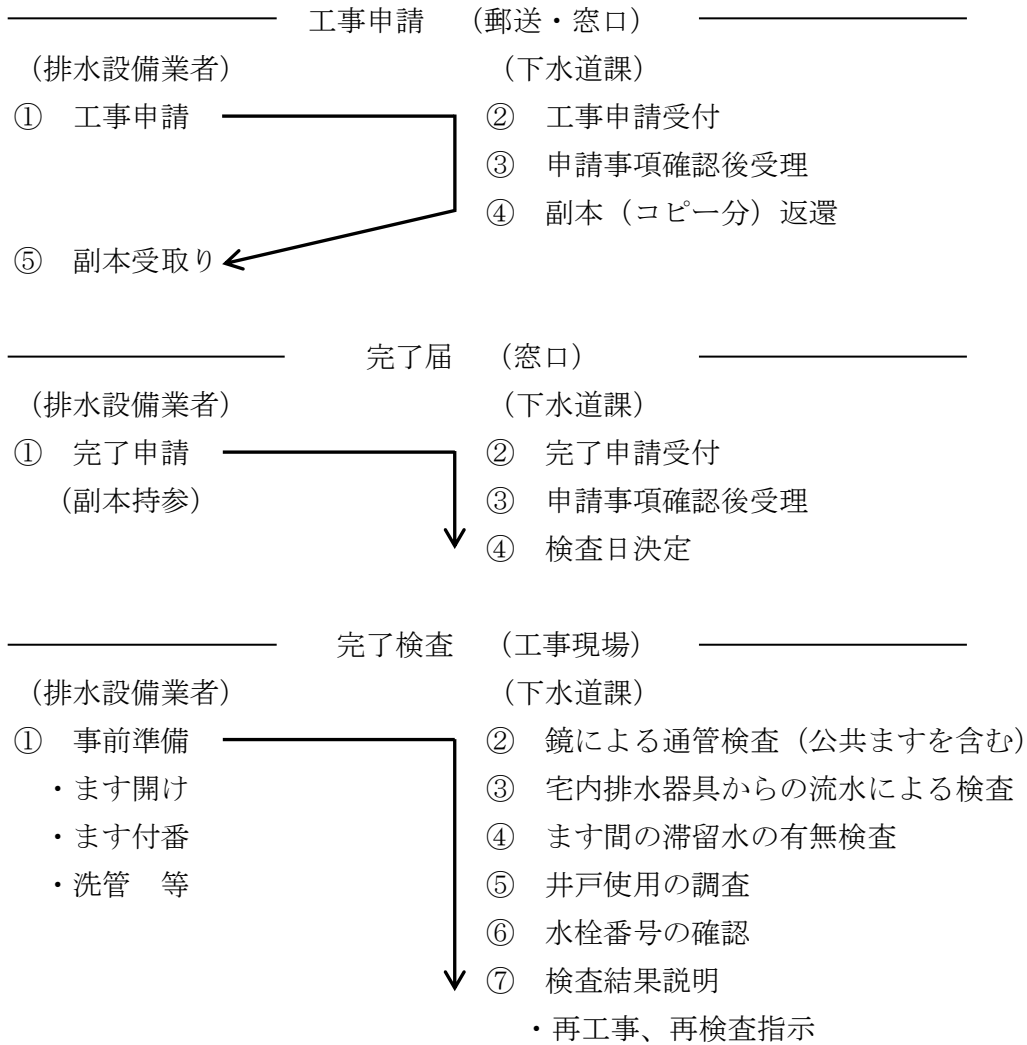 工事申請　（郵送・窓口）
（排水設備業者）　（下水道課）
①　工事申請　②　工事申請受付
③　申請事項確認後受理
④　副本（コピー分）返還
⑤　副本受取り
完了届　（窓口）
（排水設備業者）　（下水道課）
①　完了申請　②　完了申請受付
（副本持参）　③　申請事項確認後受理
④　検査日決定
完了検査　（工事現場）
（排水設備業者）　（下水道課）
①　事前準備　②　鏡による通管検査（公共ますを含む）
・ます開け　③　宅内排水器具からの流水による検査
・ます付番　④　ます間の滞留水の有無検査
・洗管　等　⑤　井戸使用の調査
⑥　水栓番号の確認
⑦　検査結果説明
・再工事、再検査指示